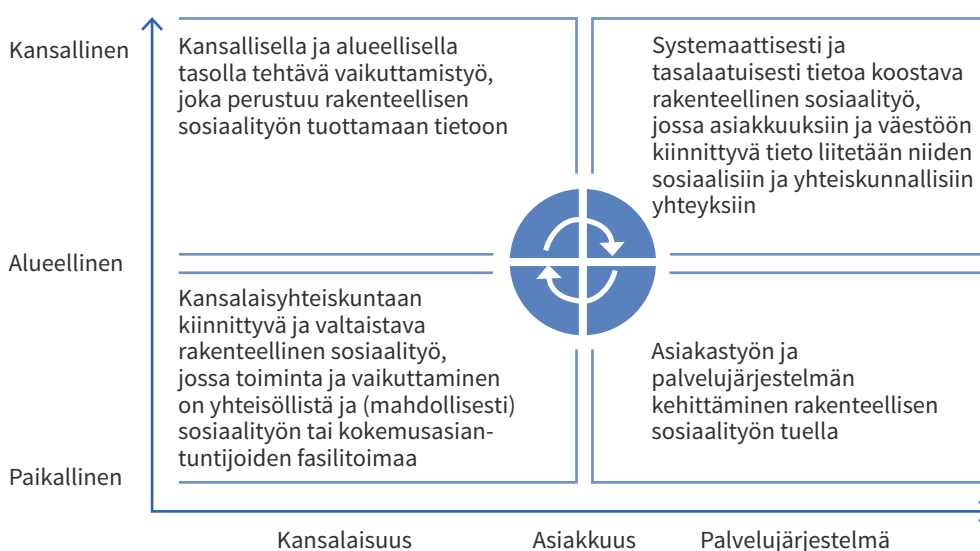 Kansallinen
Kansallisella ja alueellisella
tasolla tehtävä vaikuttamistyö,
joka perustuu rakenteellisen
sosiaalityön tuottamaan tietoon
Systemaattisesti ja
tasalaatuisesti tietoa koostava
rakenteellinen sosiaalityö,
jossa asiakkuuksiin ja väestöön
kiinnittyvä tieto liitetään niiden
sosiaalisiin ja yhteiskunnallisiin
yhteyksiin
Alueellinen
Kansalaisyhteiskuntaan
kiinnittyvä ja valtaistava
rakenteellinen sosiaalityö,
jossa toiminta ja vaikuttaminen
on yhteisöllistä ja (mahdollisesti)
sosiaalityön tai kokemusasian-
tuntijoiden fasilitoimaa
Asiakastyön ja
palvelujärjestelmän
kehittäminen rakenteellisen
sosiaalityön tuella
Paikallinen
Kansalaisuus
Asiakkuus
Palvelujärjestelmä